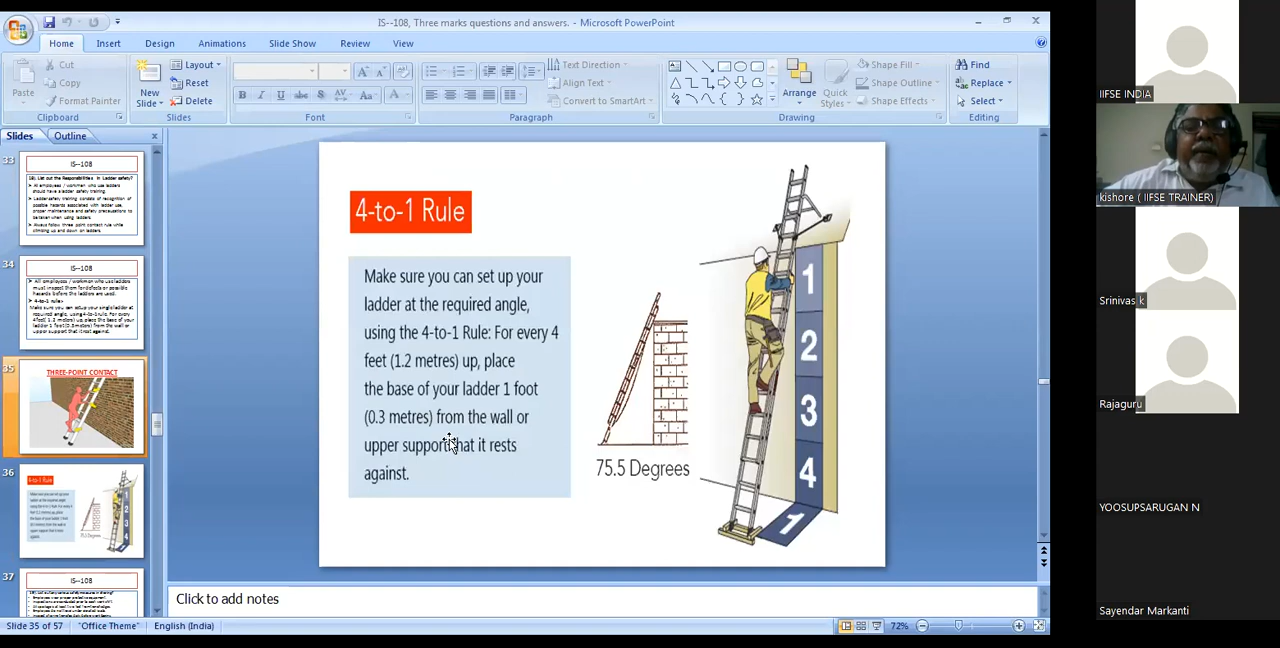 IS--108, Three marks questions and answers. - Microsoft PowerPoint
Home Insert Design Animations Slide Show Review View
Paste
Cut
Copy
Format Painter
Clipboard
New Slide
Layout
Reset
Delete
Slides
Font
Text Direction
Align Text
Convert to SmartArt
Paragraph
Arrange
Quick Styles
Shape Fill
Shape Outline
Shape Effects
Drawing
Find
Replace
Select
Editing
Slides Outline
33
IS--108
34
IS--108
35
THREE-POINT CONTACT
36
4-to-1 Rule
75.5 Degrees
37
IS--108
4-to-1 Rule
Make sure you can set up your
ladder at the required angle,
using the 4-to-1 Rule: For every 4
feet (1.2 metres) up, place
the base of your ladder 1 foot
(0.3 metres) from the wall or
upper support that it rests
against.
75.5 Degrees
1
2
3
4
1
Click to add notes
Slide 35 of 57 "Office Theme" English (India) 72%
IIFSE INDIA
kishore ( IIFSE TRAINER)
Srinivas k
Rajaguru
YOOSUPSARUGAN N
Sayendar Markanti